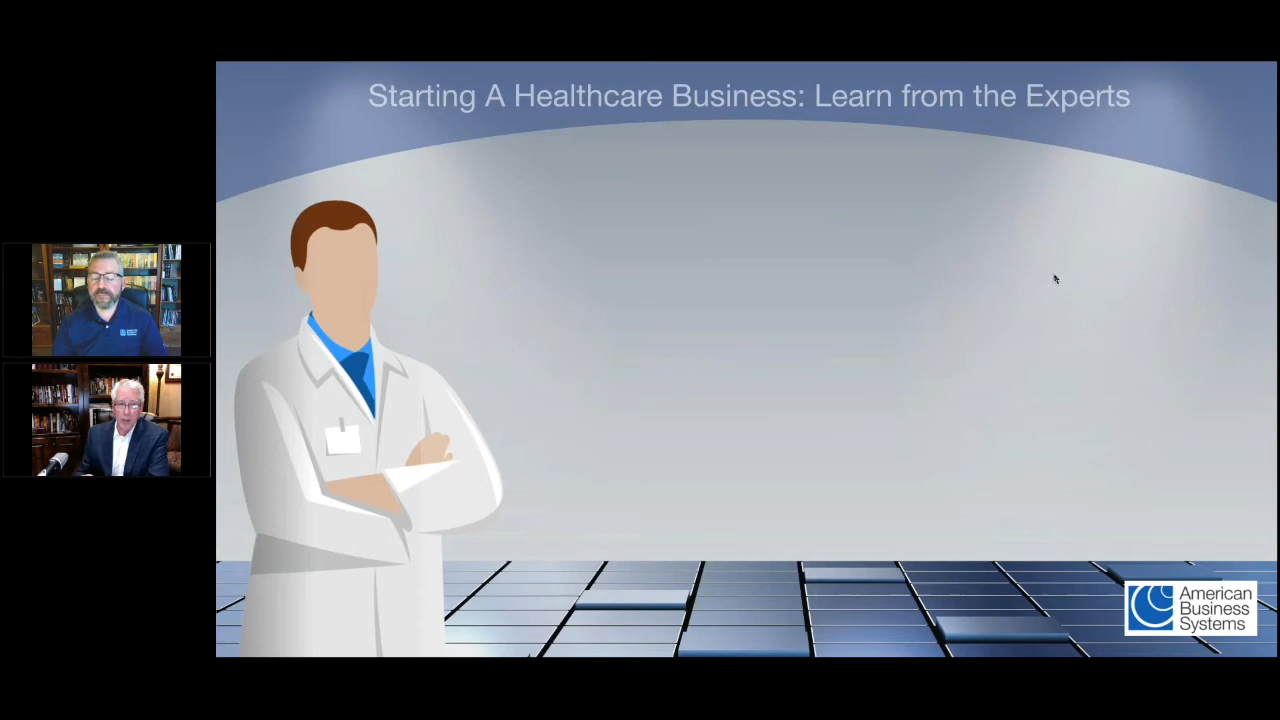 Starting A Healthcare Business: Learn from the Experts
American
Business
Systems